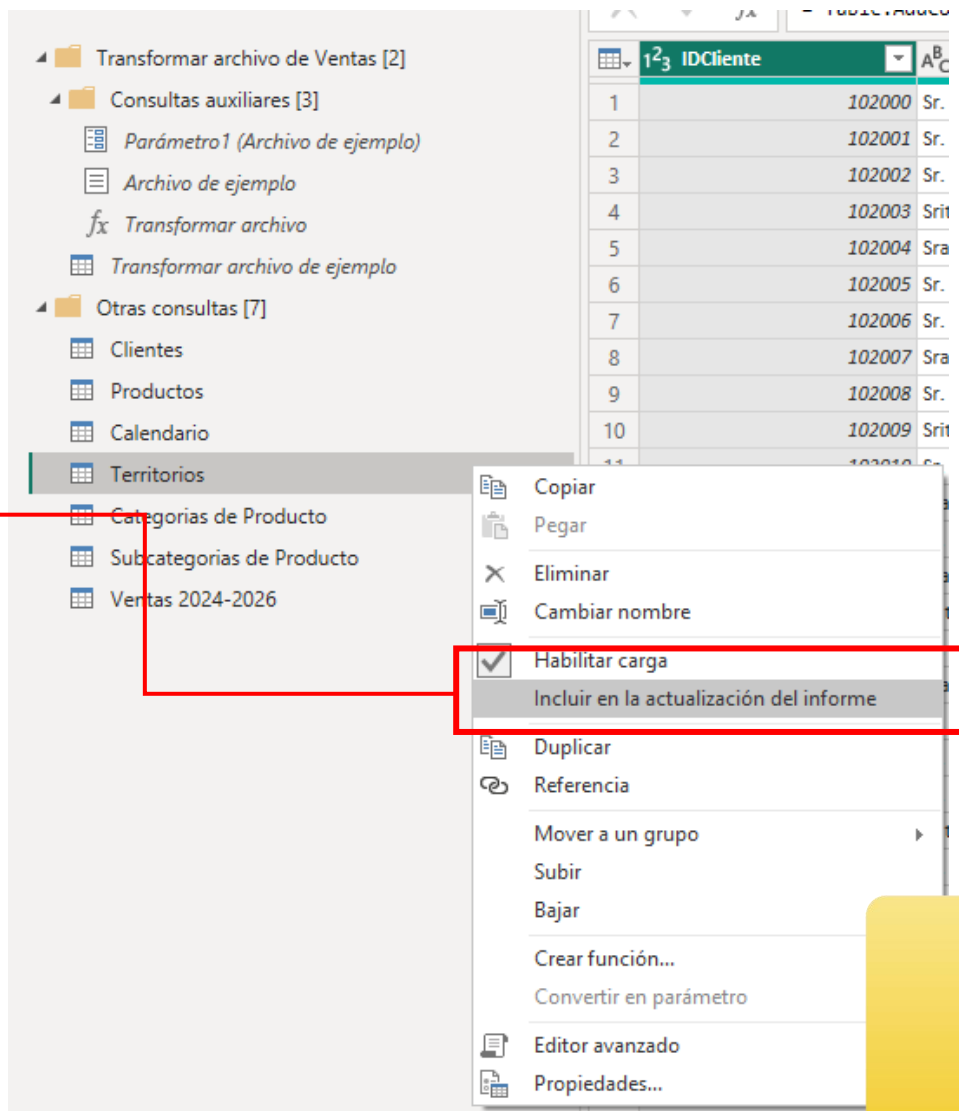 Transformar archivo de Ventas [2]
Consultas auxiliares [3]
Parámetro1 (Archivo de ejemplo)
Archivo de ejemplo
fx Transformar archivo
Transformar archivo de ejemplo
Otras consultas [7]
Clientes
Productos
Calendario
Territorios
Categorias de Producto
Subcategorias de Producto
Ventas 2024-2026
fx
1²3 IDCliente
1 102000 Sr.
2 102001 Sr.
3 102002 Sr.
4 102003 Srit
5 102004 Sra
6 102005 Sr.
7 102006 Sr.
8 102007 Sra
9 102008 Sr.
10 102009 Srit
Copiar
Pegar
Eliminar
Cambiar nombre
Habilitar carga
Incluir en la actualización del informe
Duplicar
Referencia
Mover a un grupo
Subir
Bajar
Crear función...
Convertir en parámetro
Editor avanzado
Propiedades...